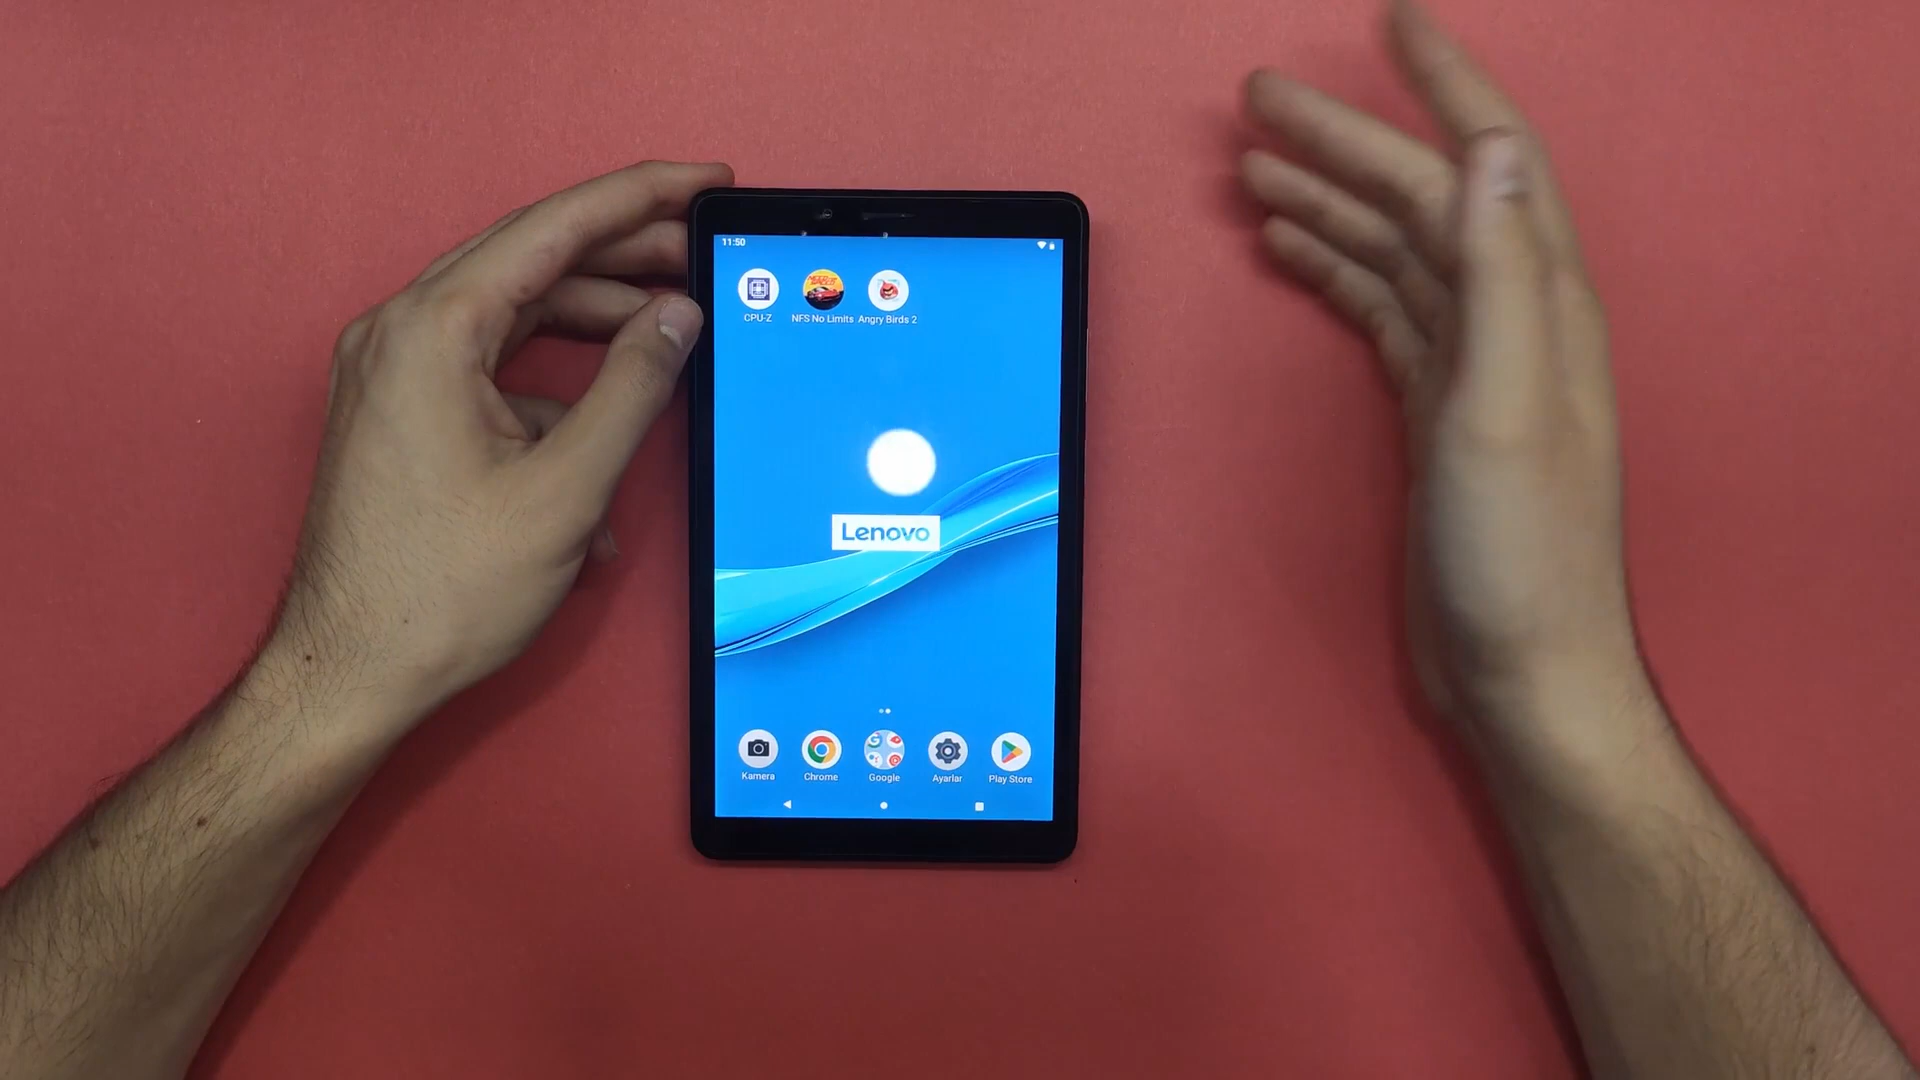 11:50
CPU-Z
NFS No Limits
Angry Birds 2
Lenovo
Kamera
Chrome
Google
Ayarlar
Play Store